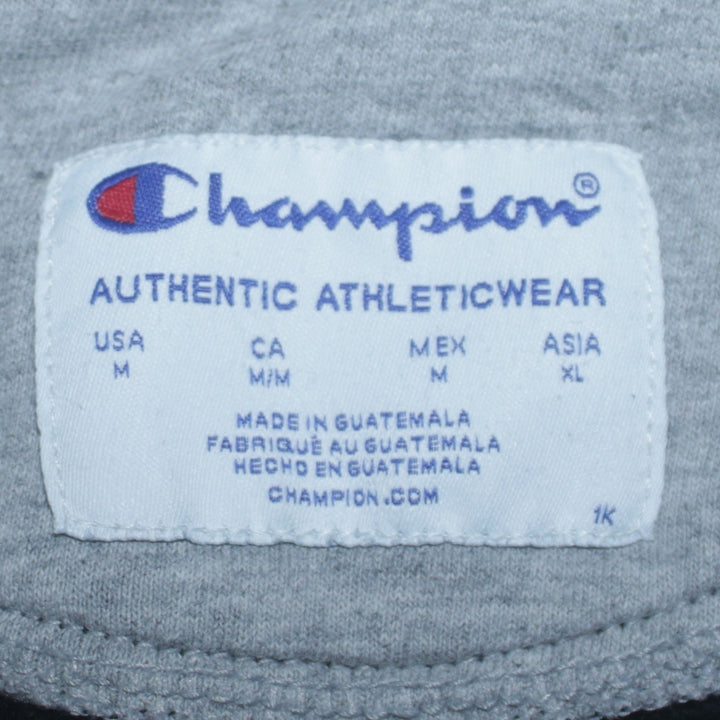 Champion®
AUTHENTIC ATHLETICWEAR
USA CA MEX ASIA
M M/M M XL
MADE IN GUATEMALA
FABRIQUÉ AU GUATEMALA
HECHO EN GUATEMALA
CHAMPION.COM
1K